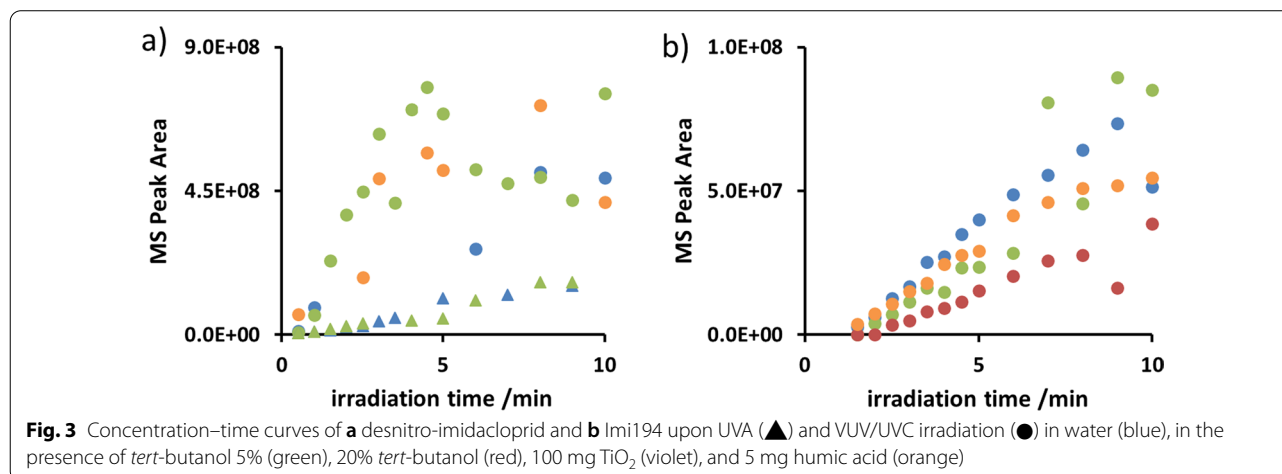 a)
9.0E+08
4.5E+08
0.0E+00
MS Peak Area
0
5
10
irradiation time /min
b)
1.0E+08
5.0E+07
0.0E+00
MS Peak Area
0
5
10
irradiation time /min
Fig. 3 Concentration–time curves of a desnitro-imidacloprid and b Imi194 upon UVA (▲) and VUV/UVC irradiation (●) in water (blue), in the
presence of tert-butanol 5% (green), 20% tert-butanol (red), 100 mg TiO₂ (violet), and 5 mg humic acid (orange)